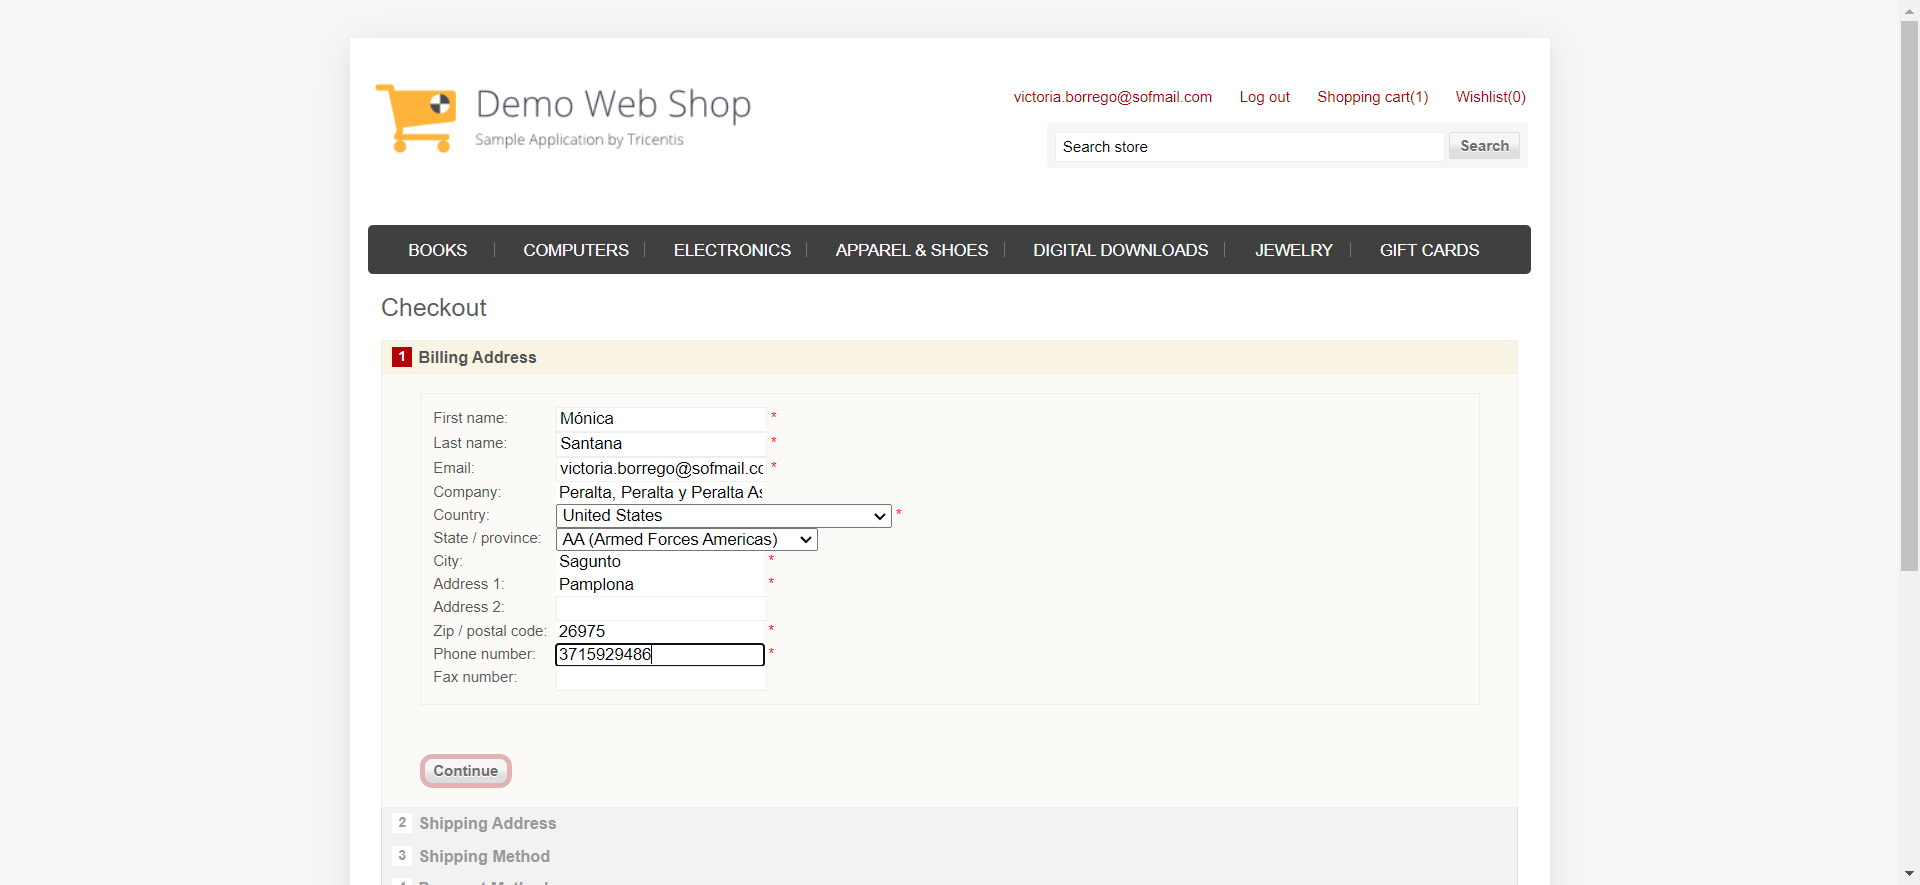 Demo Web Shop
Sample Application by Tricentis
victoria.borrego@sofmail.com Log out Shopping cart(1) Wishlist(0)
Search store Search
BOOKS COMPUTERS ELECTRONICS APPAREL & SHOES DIGITAL DOWNLOADS JEWELRY GIFT CARDS
Checkout
1 Billing Address
First name: Mónica *
Last name: Santana *
Email: victoria.borrego@sofmail.co *
Company: Peralta, Peralta y Peralta As
Country: United States *
State / province: AA (Armed Forces Americas)
City: Sagunto *
Address 1: Pamplona *
Address 2:
Zip / postal code: 26975 *
Phone number: 3715929486 *
Fax number:
Continue
2 Shipping Address
3 Shipping Method